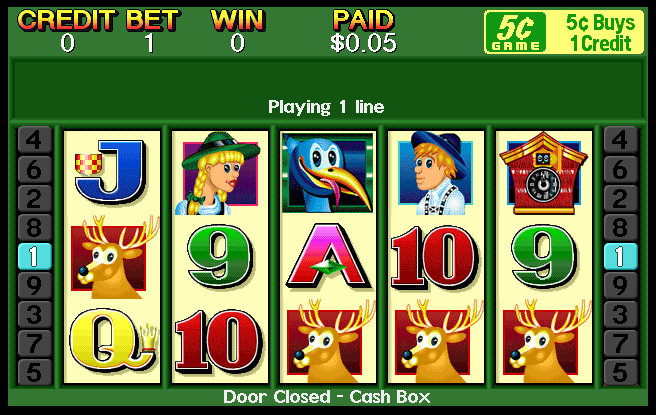 CREDIT BET WIN PAID
0 1 0 $0.05
5¢ GAME
5¢ Buys
1Credit
Playing 1 line
4 4
J
6 6
2 2
8 8
1 9 A 10 9 1
9 9
3 3
Q 10
7 7
5 5
Door Closed - Cash Box